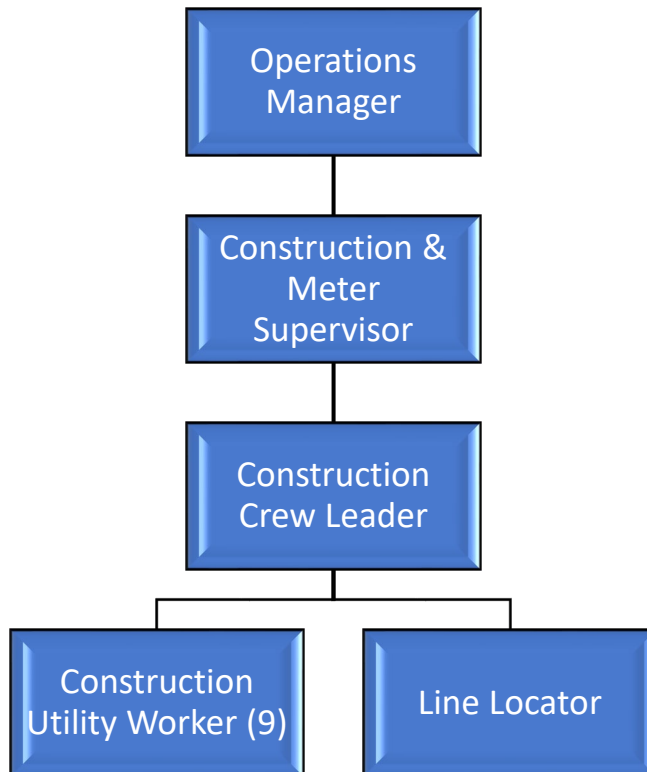 Operations
Manager
Construction &
Meter
Supervisor
Construction
Crew Leader
Construction
Utility Worker (9)
Line Locator